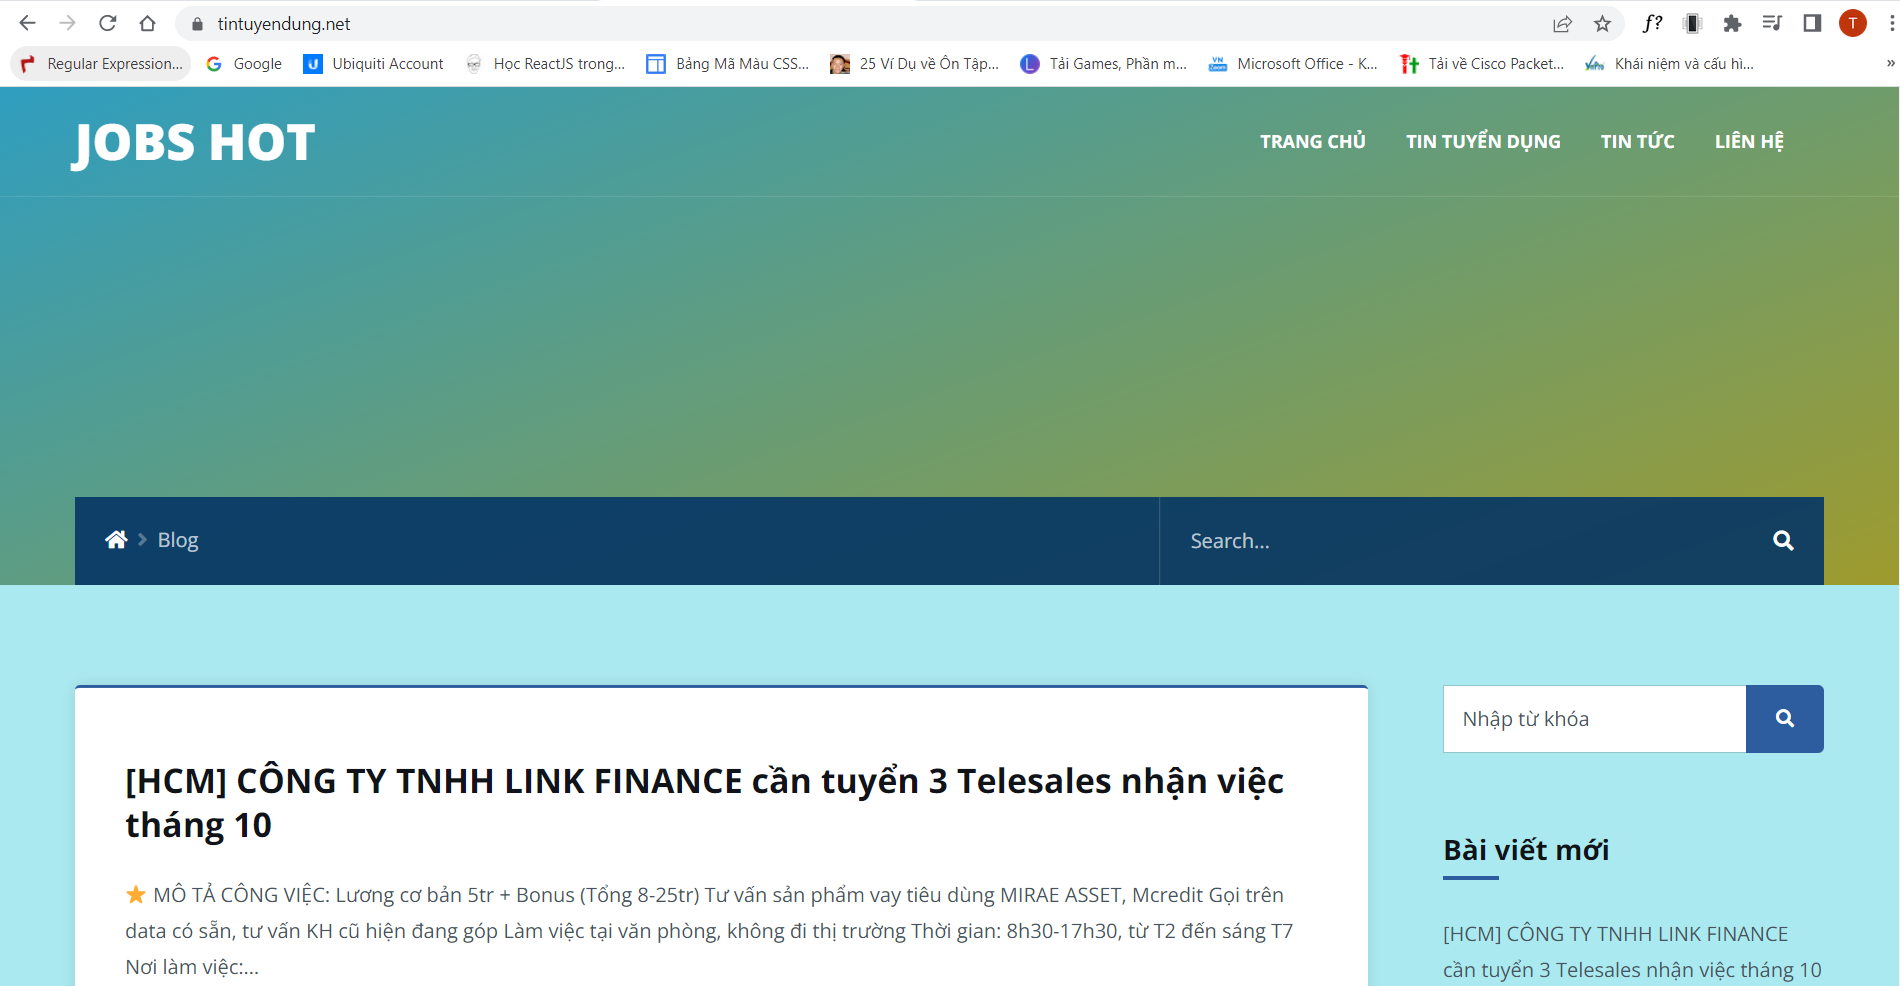 tintuyendung.net
f?
T
Regular Expression...
Google
Ubiquiti Account
Học ReactJS trong...
Bảng Mã Màu CSS...
25 Ví Dụ về Ôn Tập...
Tải Games, Phần m...
Microsoft Office - K...
Tải về Cisco Packet...
Khái niệm và cấu hì...
»
JOBS HOT
TRANG CHỦ
TIN TUYỂN DỤNG
TIN TỨC
LIÊN HỆ
Blog
Search...
Nhập từ khóa
[HCM] CÔNG TY TNHH LINK FINANCE cần tuyển 3 Telesales nhận việc
tháng 10
MÔ TẢ CÔNG VIỆC: Lương cơ bản 5tr + Bonus (Tổng 8-25tr) Tư vấn sản phẩm vay tiêu dùng MIRAE ASSET, Mcredit Gọi trên
data có sẵn, tư vấn KH cũ hiện đang góp Làm việc tại văn phòng, không đi thị trường Thời gian: 8h30-17h30, từ T2 đến sáng T7
Nơi làm việc:...
Bài viết mới
[HCM] CÔNG TY TNHH LINK FINANCE
cần tuyển 3 Telesales nhận việc tháng 10